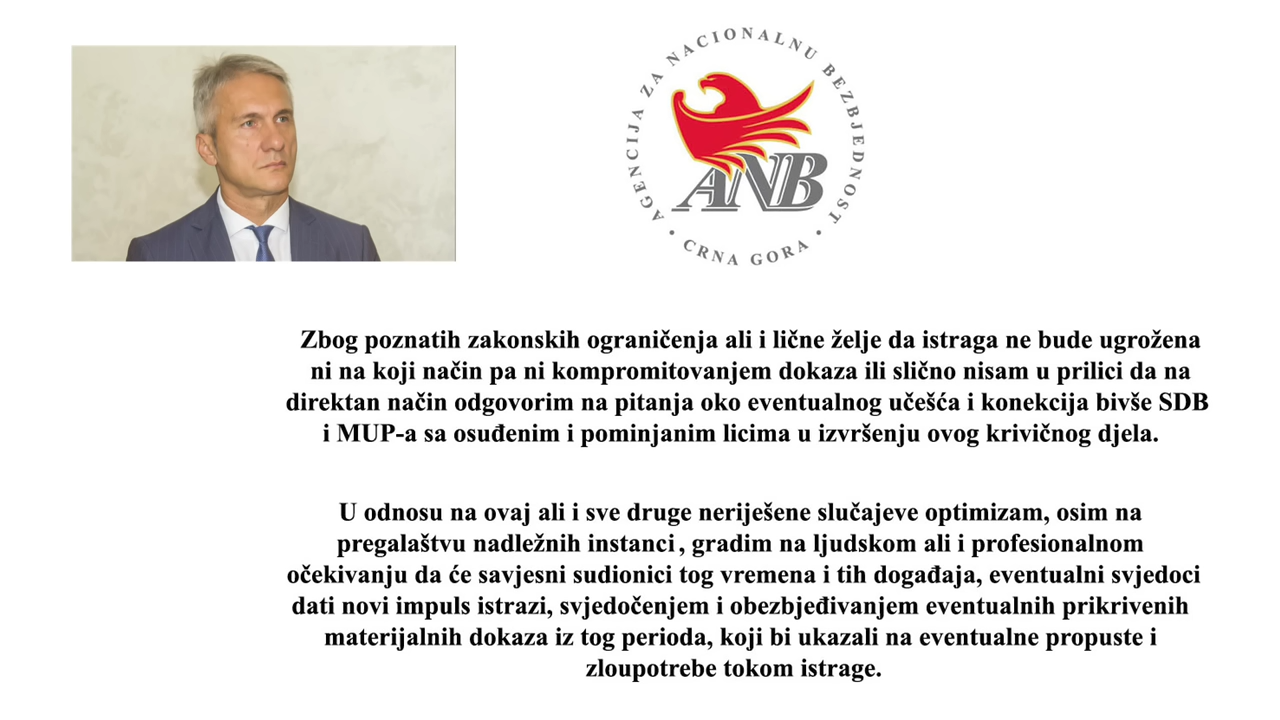 AGENCIJA ZA NACIONALNU BEZBJEDNOST
ANB
• CRNA GORA •
Zbog poznatih zakonskih ograničenja ali i lične želje da istraga ne bude ugrožena
ni na koji način pa ni kompromitovanjem dokaza ili slično nisam u prilici da na
direktan način odgovorim na pitanja oko eventualnog učešća i konekcija bivše SDB
i MUP-a sa osuđenim i pominjanim licima u izvršenju ovog krivičnog djela.
U odnosu na ovaj ali i sve druge neriješene slučajeve optimizam, osim na
pregalaštvu nadležnih instanci , gradim na ljudskom ali i profesionalnom
očekivanju da će savjesni sudionici tog vremena i tih događaja, eventualni svjedoci
dati novi impuls istrazi, svjedočenjem i obezbjeđivanjem eventualnih prikrivenih
materijalnih dokaza iz tog perioda, koji bi ukazali na eventualne propuste i
zloupotrebe tokom istrage.